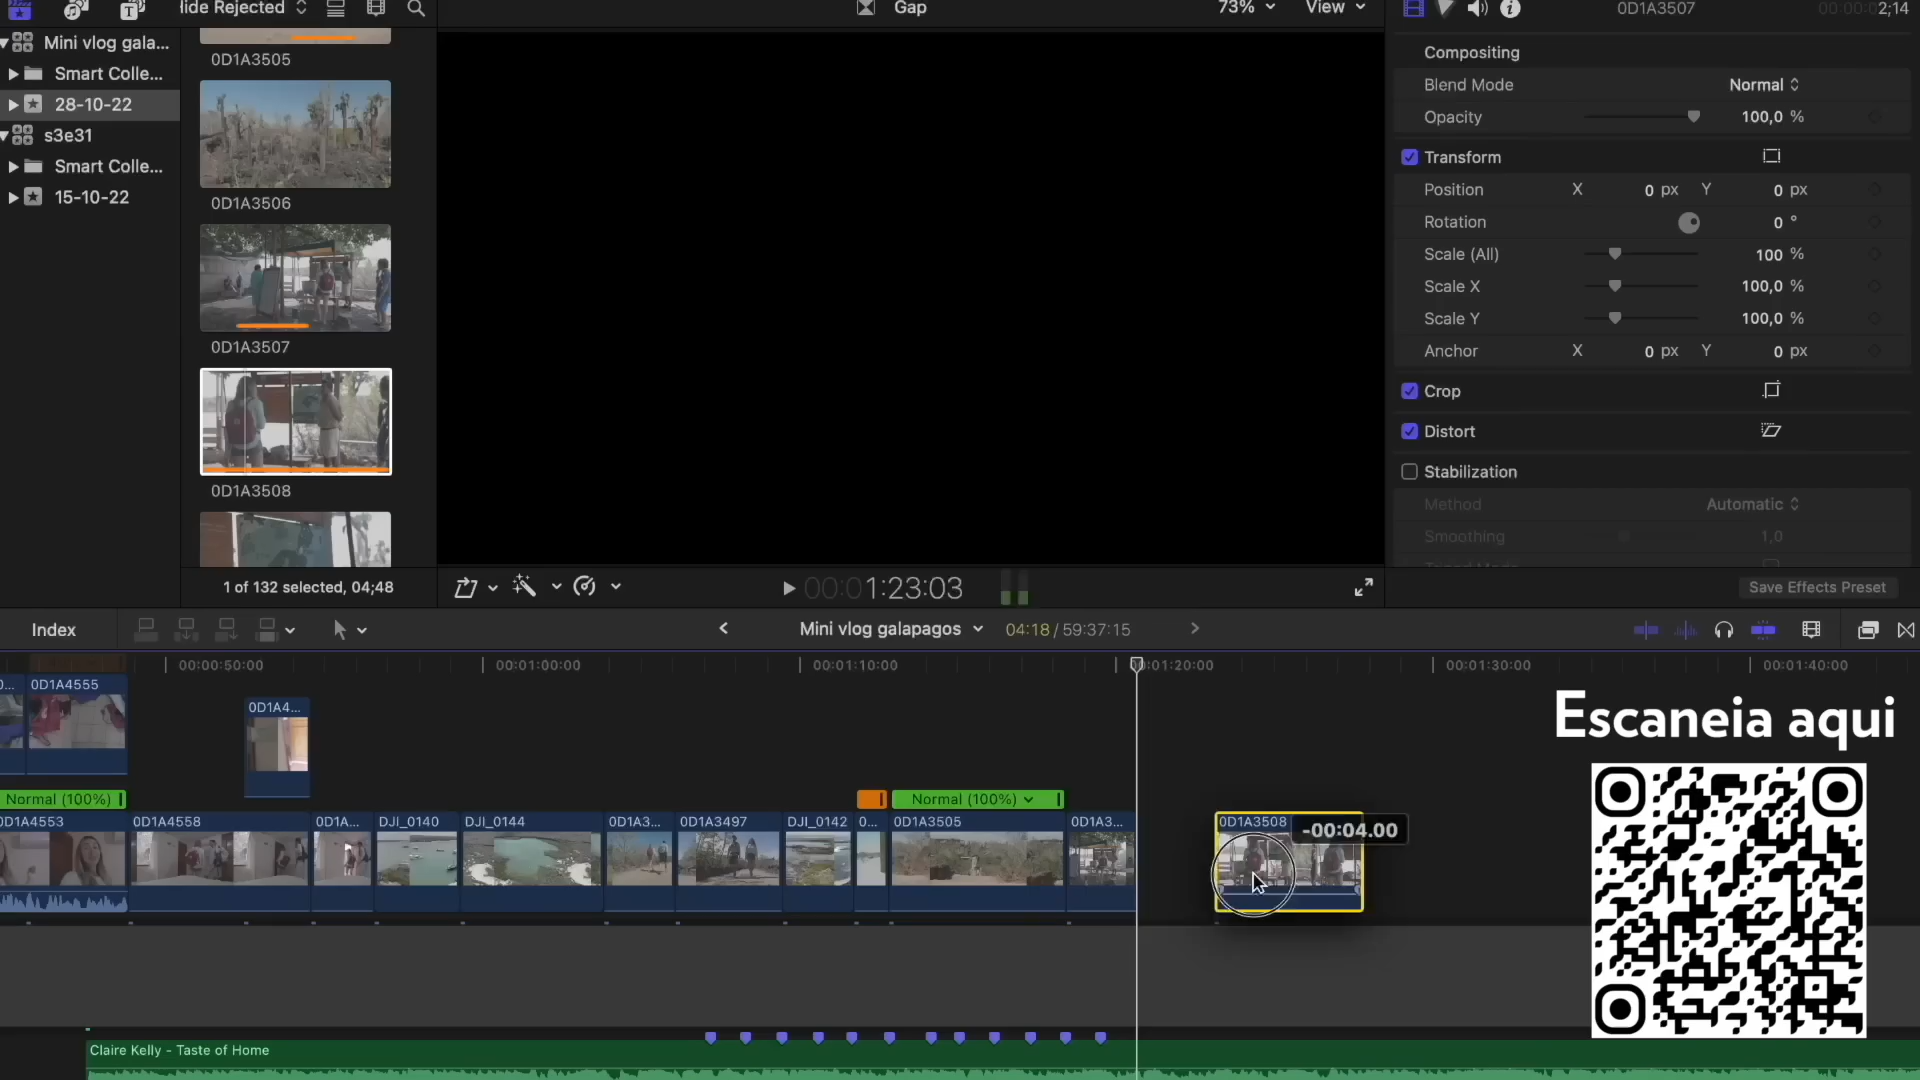 Hide Rejected
Gap
73%
View
0D1A3507
00:00:02;14
Mini vlog gala...
Smart Colle...
28-10-22
s3e31
Smart Colle...
15-10-22
0D1A3505
0D1A3506
0D1A3507
0D1A3508
1 of 132 selected, 04;48
00:01:23:03
Compositing
Blend Mode
Normal
Opacity
100,0 %
Transform
Position
X
0 px
Y
0 px
Rotation
0 °
Scale (All)
100 %
Scale X
100,0 %
Scale Y
100,0 %
Anchor
X
0 px
Y
0 px
Crop
Distort
Stabilization
Method
Automatic
Smoothing
1,0
Save Effects Preset
Index
Mini vlog galapagos
04:18 / 59:37:15
00:00:50:00
00:01:00:00
00:01:10:00
00:01:20:00
00:01:30:00
00:01:40:00
0...
0D1A4555
0D1A4...
Normal (100%)
Normal (100%)
0D1A4553
0D1A4558
0D1A...
DJI_0140
DJI_0144
0D1A3...
0D1A3497
DJI_0142
0...
0D1A3505
0D1A3...
0D1A3508
-00:04.00
Escaneia aqui
Claire Kelly - Taste of Home